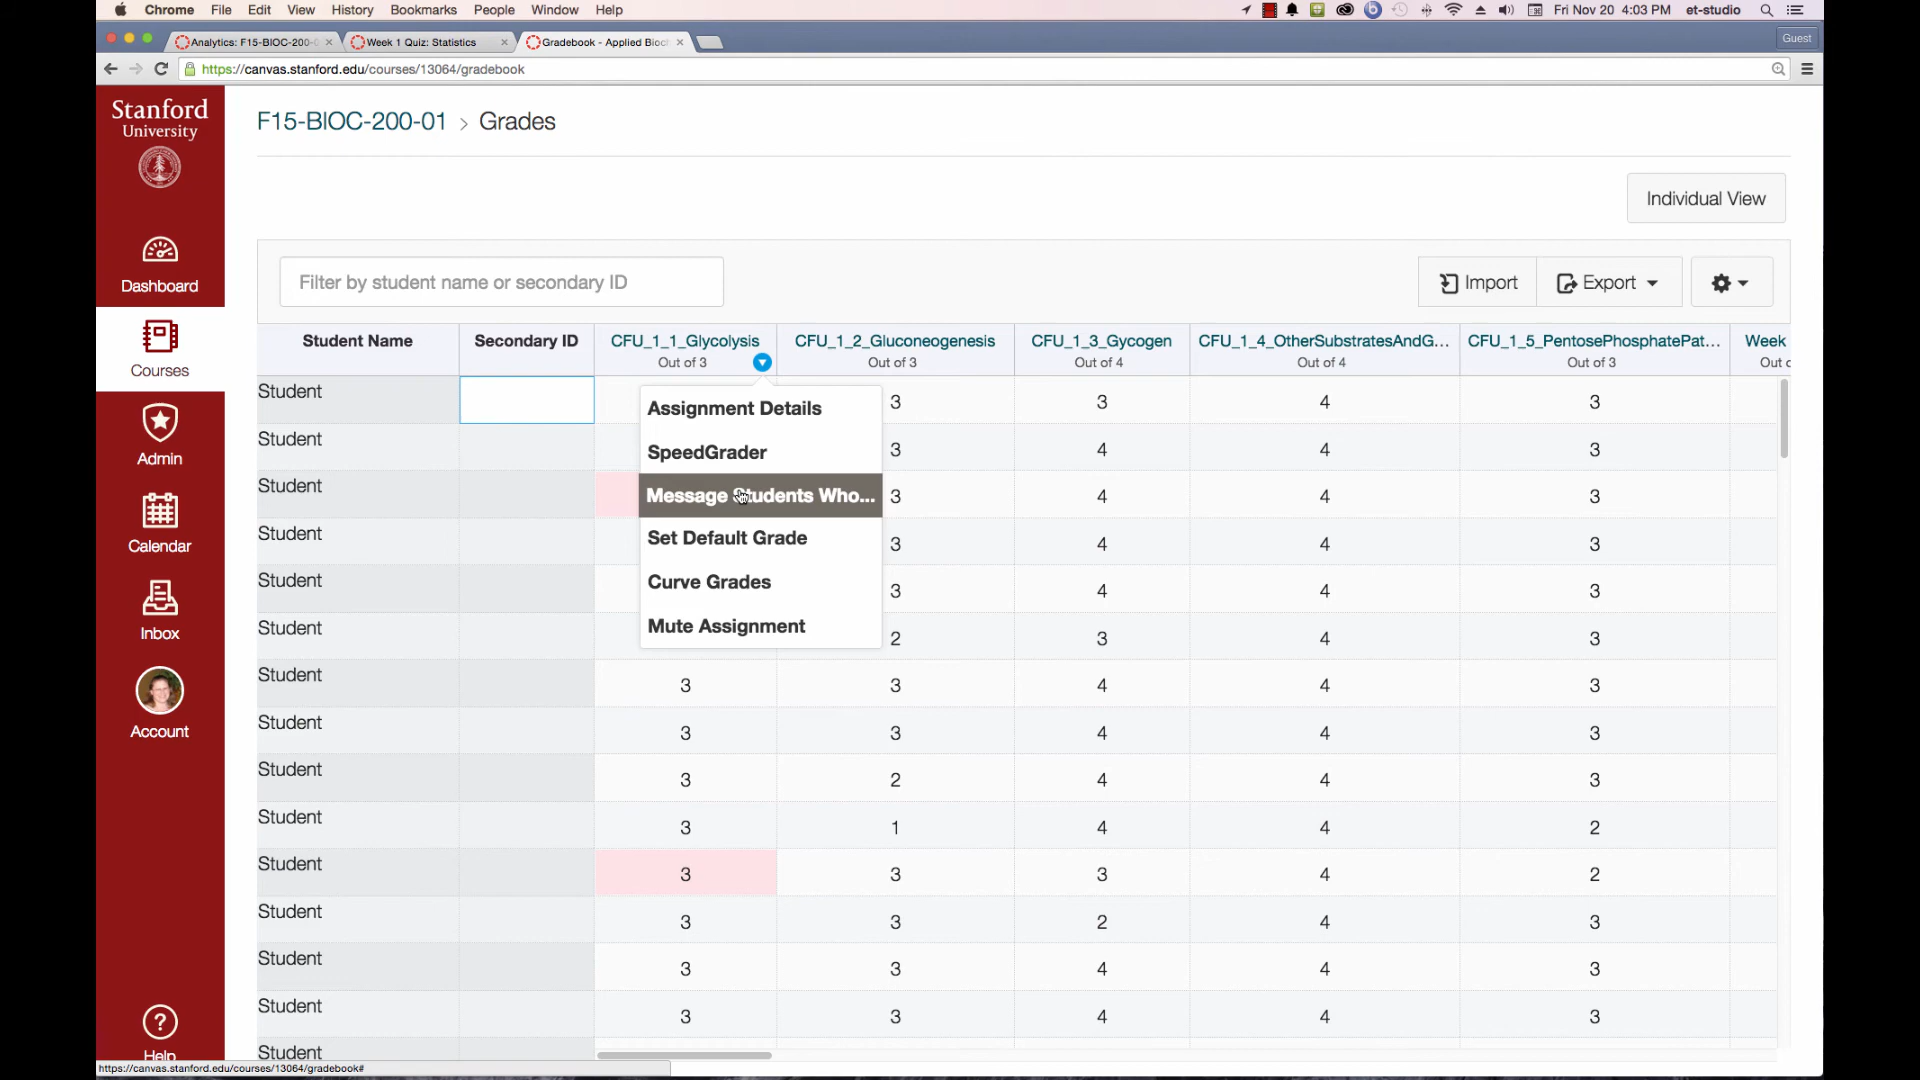 Chrome File Edit View History Bookmarks People Window Help Fri Nov 20 4:03 PM et-studio
Analytics: F15-BIOC-200-0 Week 1 Quiz: Statistics Gradebook - Applied Bioc Guest
https://canvas.stanford.edu/courses/13064/gradebook
Stanford
University
Dashboard
Courses
Admin
Calendar
Inbox
Account
Help
F15-BIOC-200-01 > Grades
Individual View
Filter by student name or secondary ID Import Export
Student Name Secondary ID CFU_1_1_Glycolysis CFU_1_2_Gluconeogenesis CFU_1_3_Gycogen CFU_1_4_OtherSubstratesAndG... CFU_1_5_PentosePhosphatePat... Week
Out of 3 Out of 3 Out of 4 Out of 4 Out of 3 Out o
Assignment Details
SpeedGrader
Message Students Who...
Set Default Grade
Curve Grades
Mute Assignment
Student 3 3 4 3
Student 3 4 4 3
Student 3 4 4 3
Student 3 4 4 3
Student 3 4 4 3
Student 2 3 4 3
Student 3 3 4 4 3
Student 3 3 4 4 3
Student 3 2 4 4 3
Student 3 1 4 4 2
Student 3 3 3 4 2
Student 3 3 2 4 3
Student 3 3 4 4 3
Student 3 3 4 4 3
Student
https://canvas.stanford.edu/courses/13064/gradebook#